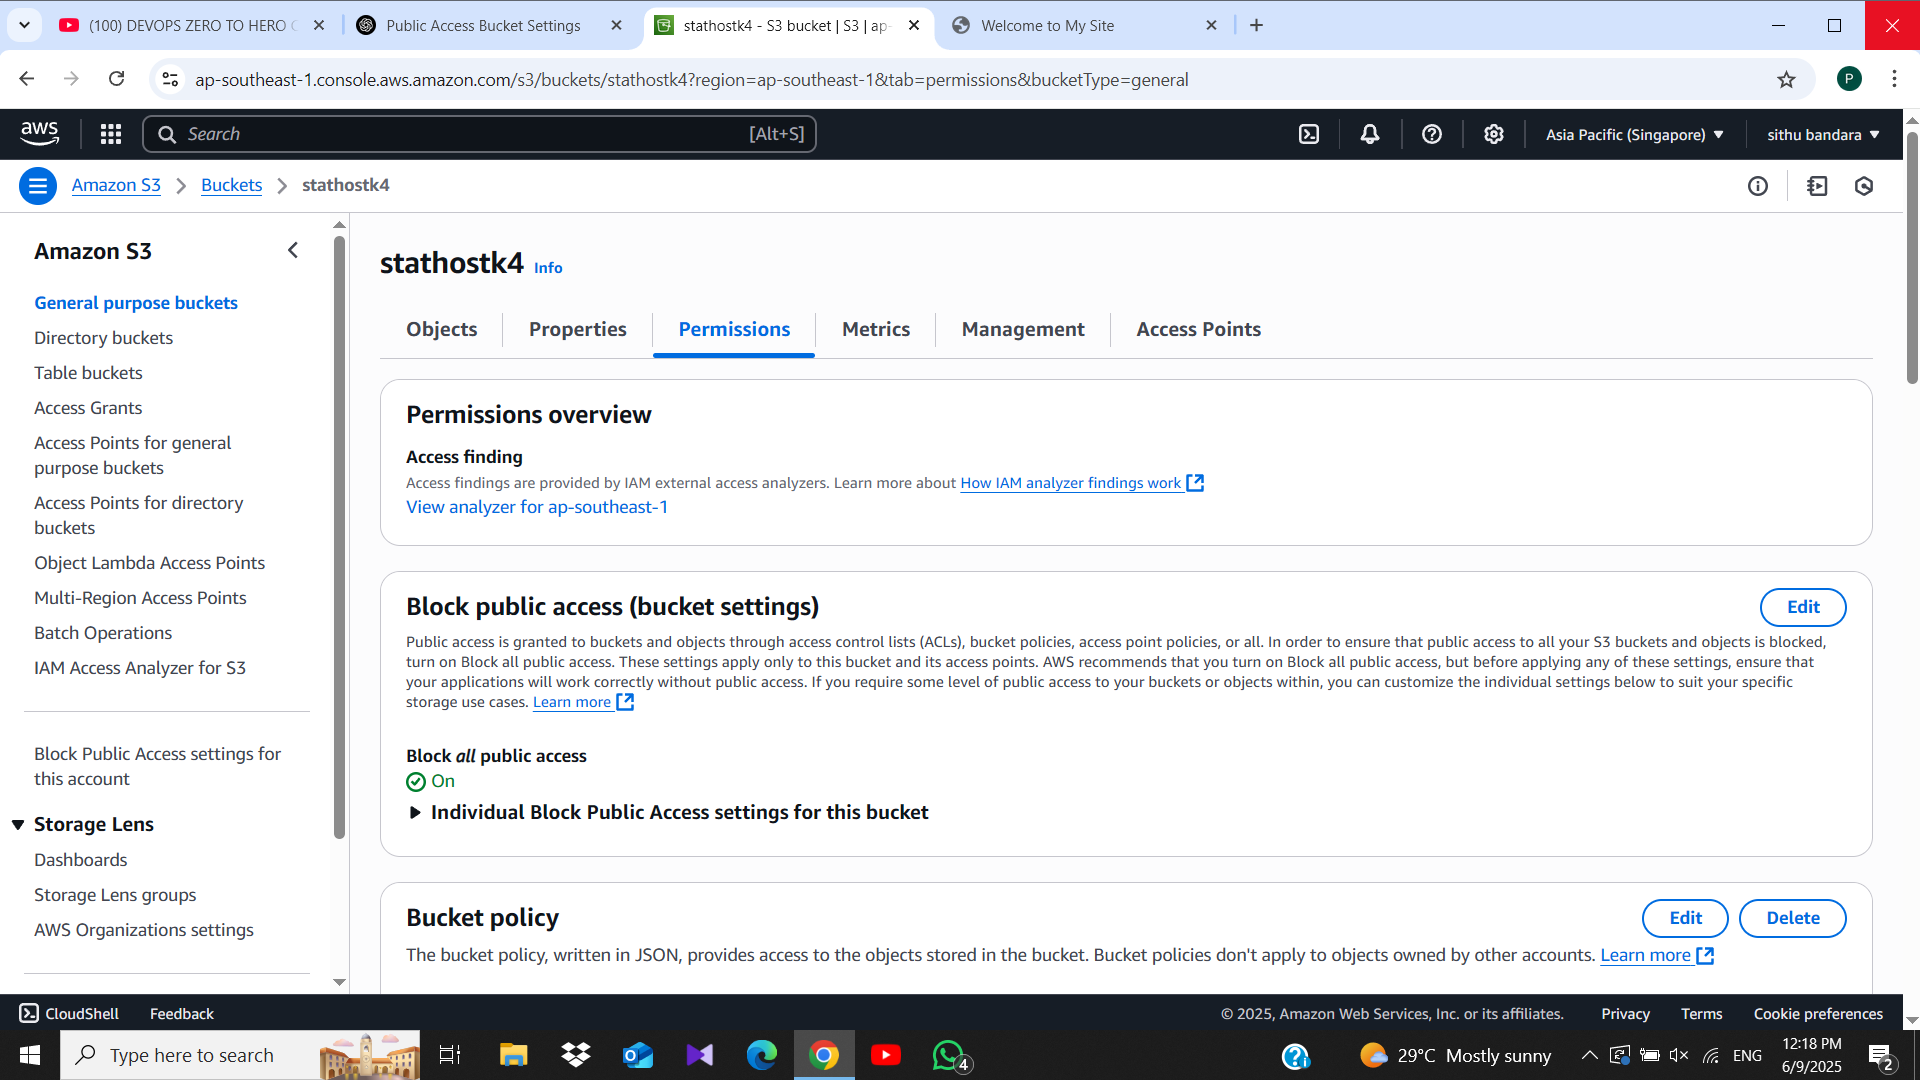 (100) DEVOPS ZERO TO HERO
Public Access Bucket Settings
stathostk4 - S3 bucket | S3 | ap-
Welcome to My Site
ap-southeast-1.console.aws.amazon.com/s3/buckets/stathostk4?region=ap-southeast-1&tab=permissions&bucketType=general
P
aws
Search
[Alt+S]
Asia Pacific (Singapore)
sithu bandara
Amazon S3
Buckets
stathostk4
Amazon S3
General purpose buckets
Directory buckets
Table buckets
Access Grants
Access Points for general
purpose buckets
Access Points for directory
buckets
Object Lambda Access Points
Multi-Region Access Points
Batch Operations
IAM Access Analyzer for S3
Block Public Access settings for
this account
Storage Lens
Dashboards
Storage Lens groups
AWS Organizations settings
stathostk4 Info
Objects
Properties
Permissions
Metrics
Management
Access Points
Permissions overview
Access finding
Access findings are provided by IAM external access analyzers. Learn more about How IAM analyzer findings work
View analyzer for ap-southeast-1
Block public access (bucket settings)
Edit
Public access is granted to buckets and objects through access control lists (ACLs), bucket policies, access point policies, or all. In order to ensure that public access to all your S3 buckets and objects is blocked,
turn on Block all public access. These settings apply only to this bucket and its access points. AWS recommends that you turn on Block all public access, but before applying any of these settings, ensure that
your applications will work correctly without public access. If you require some level of public access to your buckets or objects within, you can customize the individual settings below to suit your specific
storage use cases. Learn more
Block all public access
On
Individual Block Public Access settings for this bucket
Bucket policy
Edit
Delete
The bucket policy, written in JSON, provides access to the objects stored in the bucket. Bucket policies don't apply to objects owned by other accounts. Learn more
CloudShell
Feedback
© 2025, Amazon Web Services, Inc. or its affiliates.
Privacy
Terms
Cookie preferences
Type here to search
4
29°C Mostly sunny
ENG
12:18 PM
6/9/2025
2